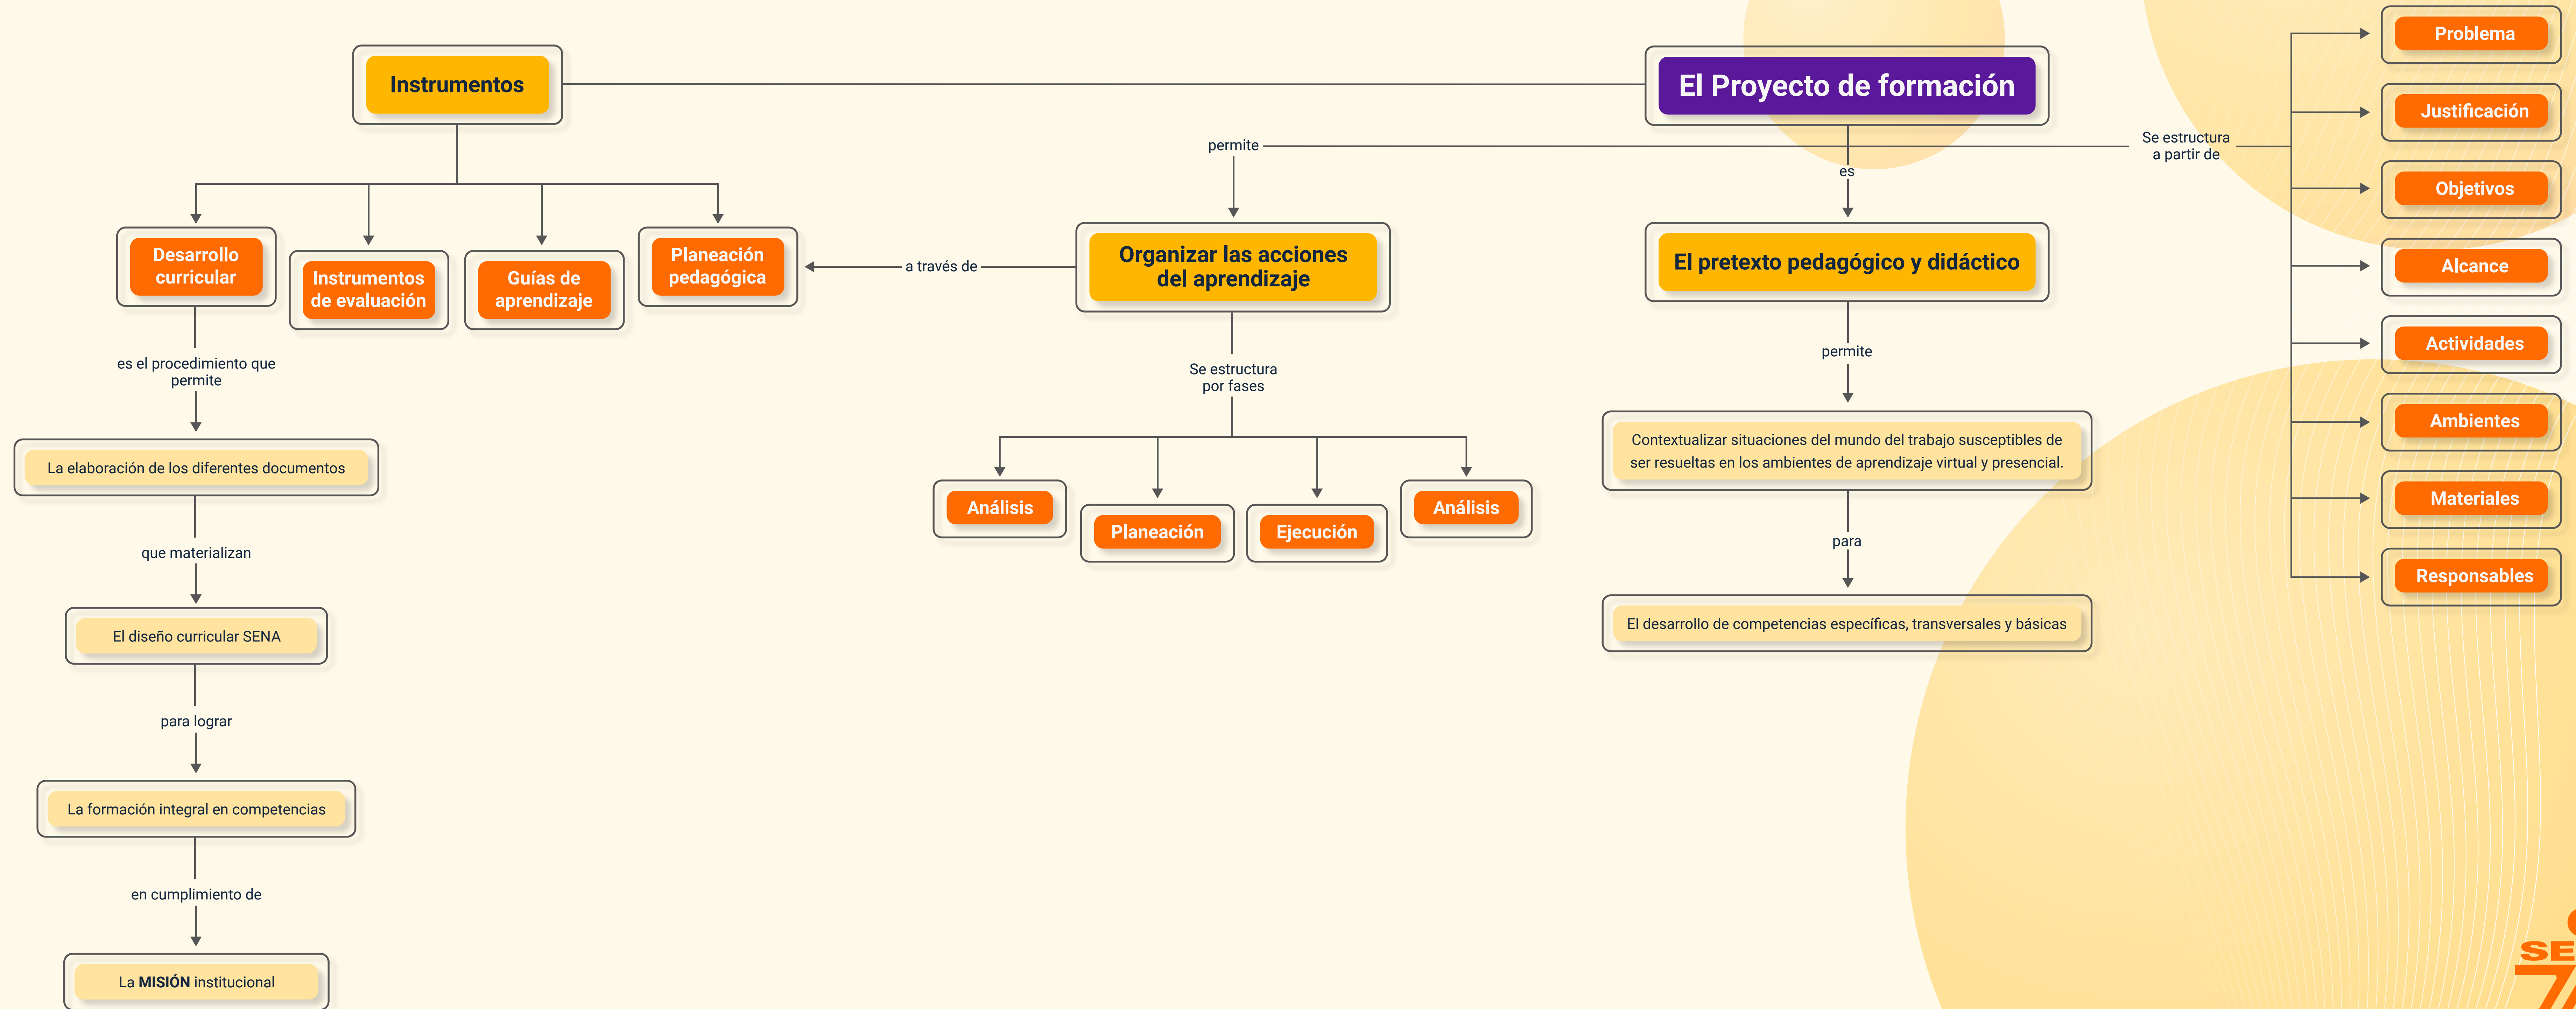 Instrumentos
El Proyecto de formación
Problema
Justificación
Objetivos
Alcance
Actividades
Ambientes
Materiales
Responsables
Se estructura
a partir de
permite
es
Desarrollo
curricular
Instrumentos
de evaluación
Guías de
aprendizaje
Planeación
pedagógica
a través de
Organizar las acciones
del aprendizaje
El pretexto pedagógico y didáctico
es el procedimiento que
permite
La elaboración de los diferentes documentos
que materializan
El diseño curricular SENA
para lograr
La formación integral en competencias
en cumplimiento de
La MISIÓN institucional
Se estructura
por fases
Análisis
Planeación
Ejecución
Análisis
permite
Contextualizar situaciones del mundo del trabajo susceptibles de
ser resueltas en los ambientes de aprendizaje virtual y presencial.
para
El desarrollo de competencias específicas, transversales y básicas
SE